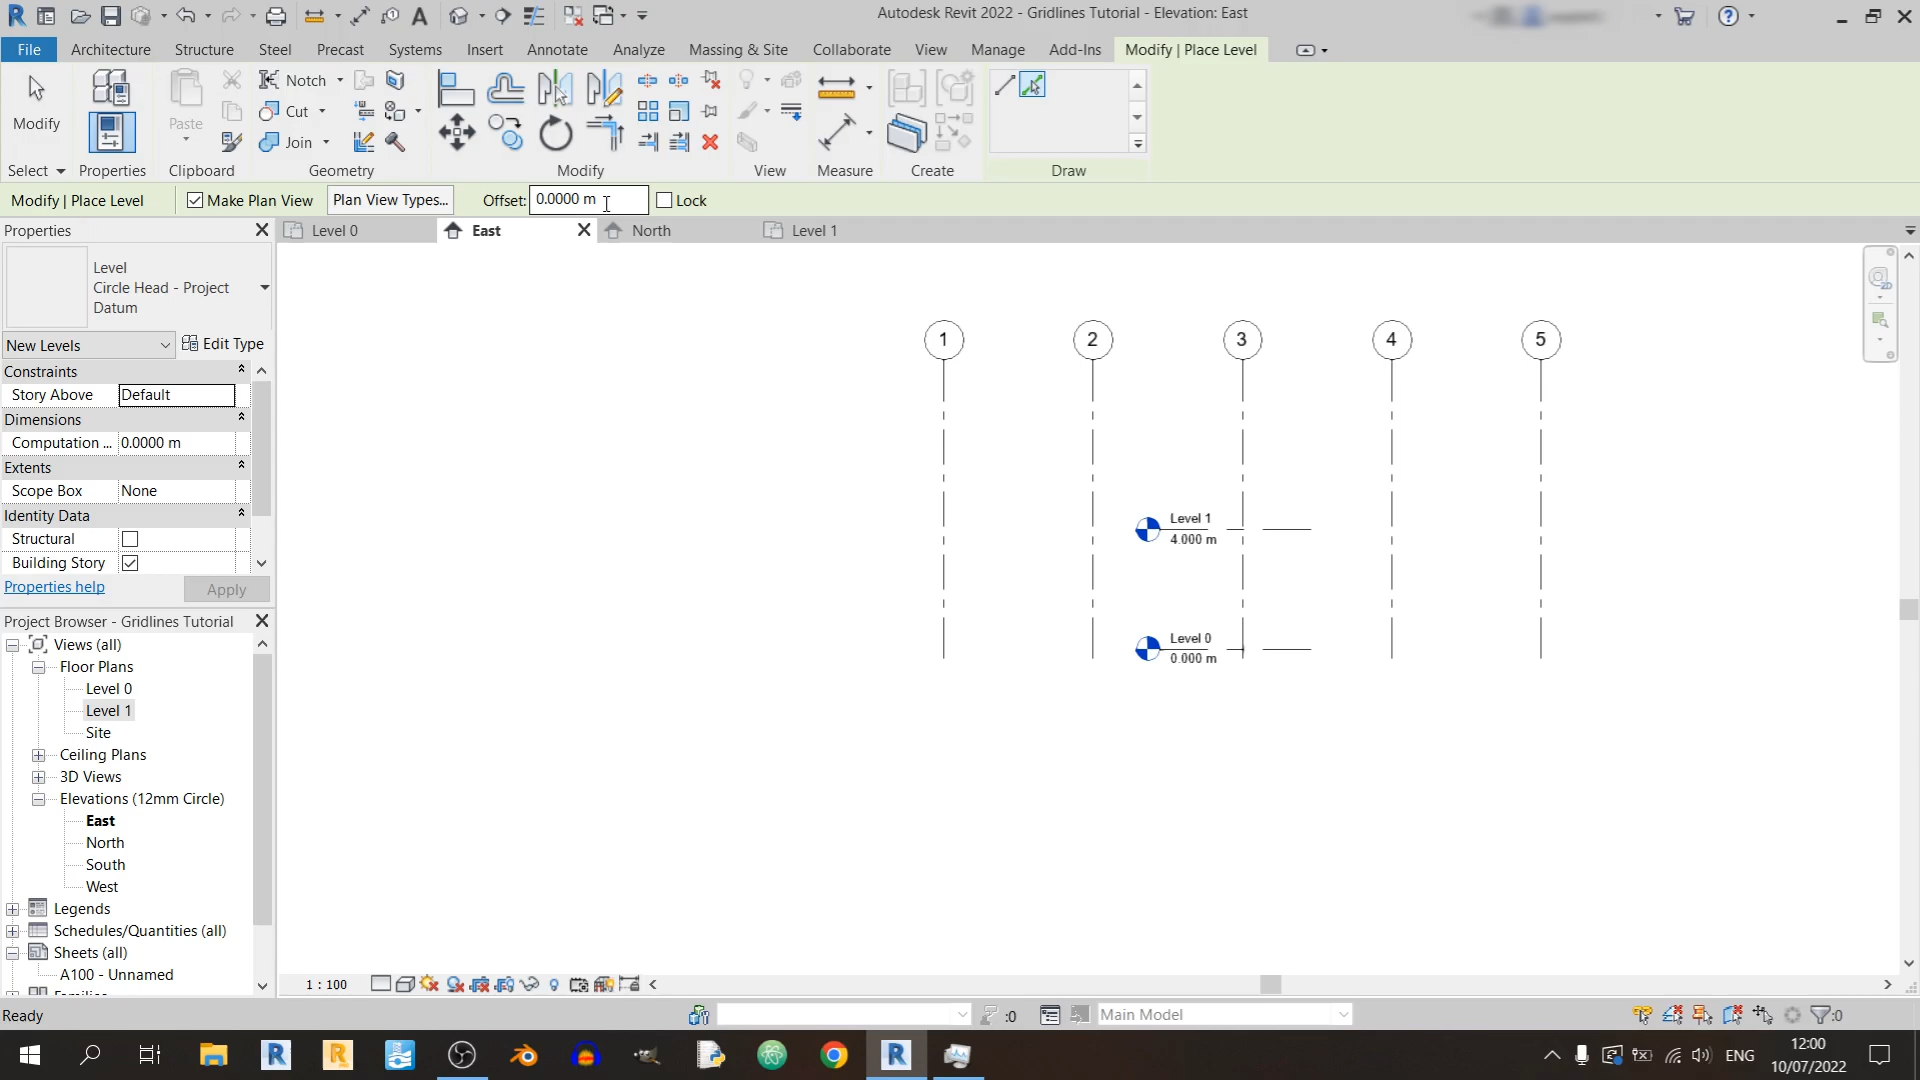 Autodesk Revit 2022 - Gridlines Tutorial - Elevation: East
File Architecture Structure Steel Precast Systems Insert Annotate Analyze Massing & Site Collaborate View Manage Add-Ins Modify | Place Level
Modify Paste Notch Cut Join
Select Properties Clipboard Geometry Modify View Measure Create Draw
Modify | Place Level Make Plan View Plan View Types... Offset: 0.0000 m Lock
Properties
Level 0 East North Level 1
Level
Circle Head - Project
Datum
New Levels Edit Type
Constraints
Story Above Default
Dimensions
Computation ... 0.0000 m
Extents
Scope Box None
Identity Data
Structural
Building Story
Properties help Apply
Project Browser - Gridlines Tutorial
Views (all)
Floor Plans
Level 0
Level 1
Site
Ceiling Plans
3D Views
Elevations (12mm Circle)
East
North
South
West
Legends
Schedules/Quantities (all)
Sheets (all)
A100 - Unnamed
1 2 3 4 5
Level 1
4.000 m
Level 0
0.000 m
1 : 100
Ready
:0
Main Model
:0
ENG
12:00
10/07/2022